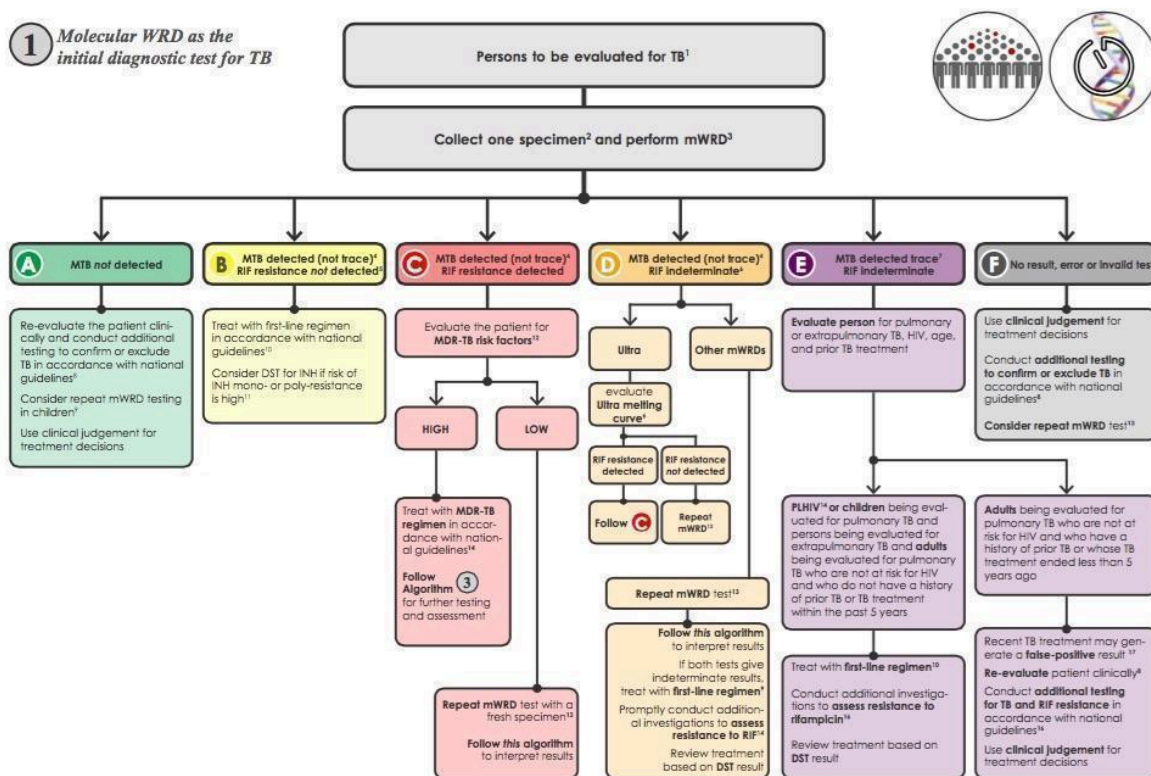 1
Molecular WRD as the
initial diagnostic test for TB
Persons to be evaluated for TB¹
Collect one specimen² and perform mWRD³
A
MTB not detected
Re-evaluate the patient clini-
cally and conduct additional
testing to confirm or exclude
TB in accordance with national
guidelines⁸
Consider repeat mWRD testing
in children⁹
Use clinical judgement for
treatment decisions
B
MTB detected (not trace)⁴
RIF resistance not detected⁵
Treat with first-line regimen
in accordance with national
guidelines¹⁰
Consider DST for INH if risk of
INH mono- or poly-resistance
is high¹¹
C
MTB detected (not trace)⁴
RIF resistance detected
Evaluate the patient for
MDR-TB risk factors¹²
HIGH
LOW
Treat with MDR-TB
regimen in accor-
dance with nation-
al guidelines¹⁴
Follow
Algorithm 3
for further testing
and assessment
Repeat mWRD test with a
fresh specimen¹³
Follow this algorithm
to interpret results
D
MTB detected (not trace)⁴
RIF indeterminate⁶
Ultra
Other mWRDs
evaluate
Ultra melting
curve⁶
RIF resistance
detected
RIF resistance
not detected
Follow C
Repeat
mWRD¹³
Repeat mWRD test¹³
Follow this algorithm
to interpret results
If both tests give
indeterminate results,
treat with first-line regimen⁹
Promptly conduct addition-
al investigations to assess
resistance to RIF¹⁴
Review treatment
based on DST result
E
MTB detected trace⁷
RIF indeterminate
Evaluate person for pulmonary
or extrapulmonary TB, HIV, age,
and prior TB treatment
PLHIV¹⁴ or children being eval-
uated for pulmonary TB and
persons being evaluated for
extrapulmonary TB and adults
being evaluated for pulmonary
TB who are not at risk for HIV
and who do not have a history
of prior TB or TB treatment
within the past 5 years
Treat with first-line regimen¹⁰
Conduct additional investiga-
tions to assess resistance to
rifampicin¹⁶
Review treatment based on
DST result
Adults being evaluated for
pulmonary TB who are not at
risk for HIV and who have a
history of prior TB or whose TB
treatment ended less than 5
years ago
Recent TB treatment may gen-
erate a false-positive result ¹⁷
Re-evaluate patient clinically⁸
Conduct additional testing
for TB and RIF resistance in
accordance with national
guidelines¹⁶
Use clinical judgement for
treatment decisions
F
No result, error or invalid test
Use clinical judgement for
treatment decisions
Conduct additional testing
to confirm or exclude TB in
accordance with national
guidelines⁸
Consider repeat mWRD test¹³